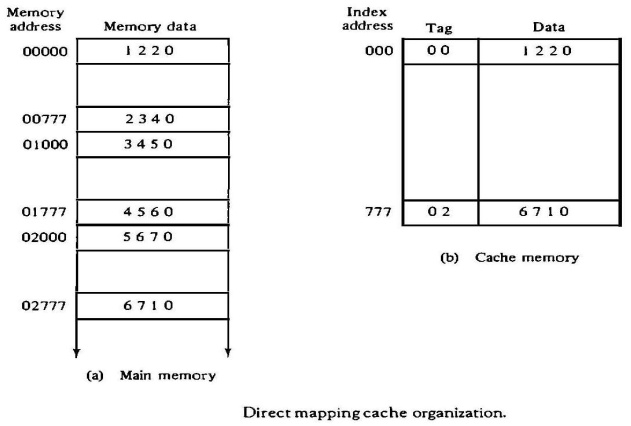 Memory
address
Memory data
00000
1 2 2 0
00777
2 3 4 0
01000
3 4 5 0
01777
4 5 6 0
02000
5 6 7 0
02777
6 7 1 0
(a) Main memory
Index
address
Tag
Data
000
0 0
1 2 2 0
777
0 2
6 7 1 0
(b) Cache memory
Direct mapping cache organization.